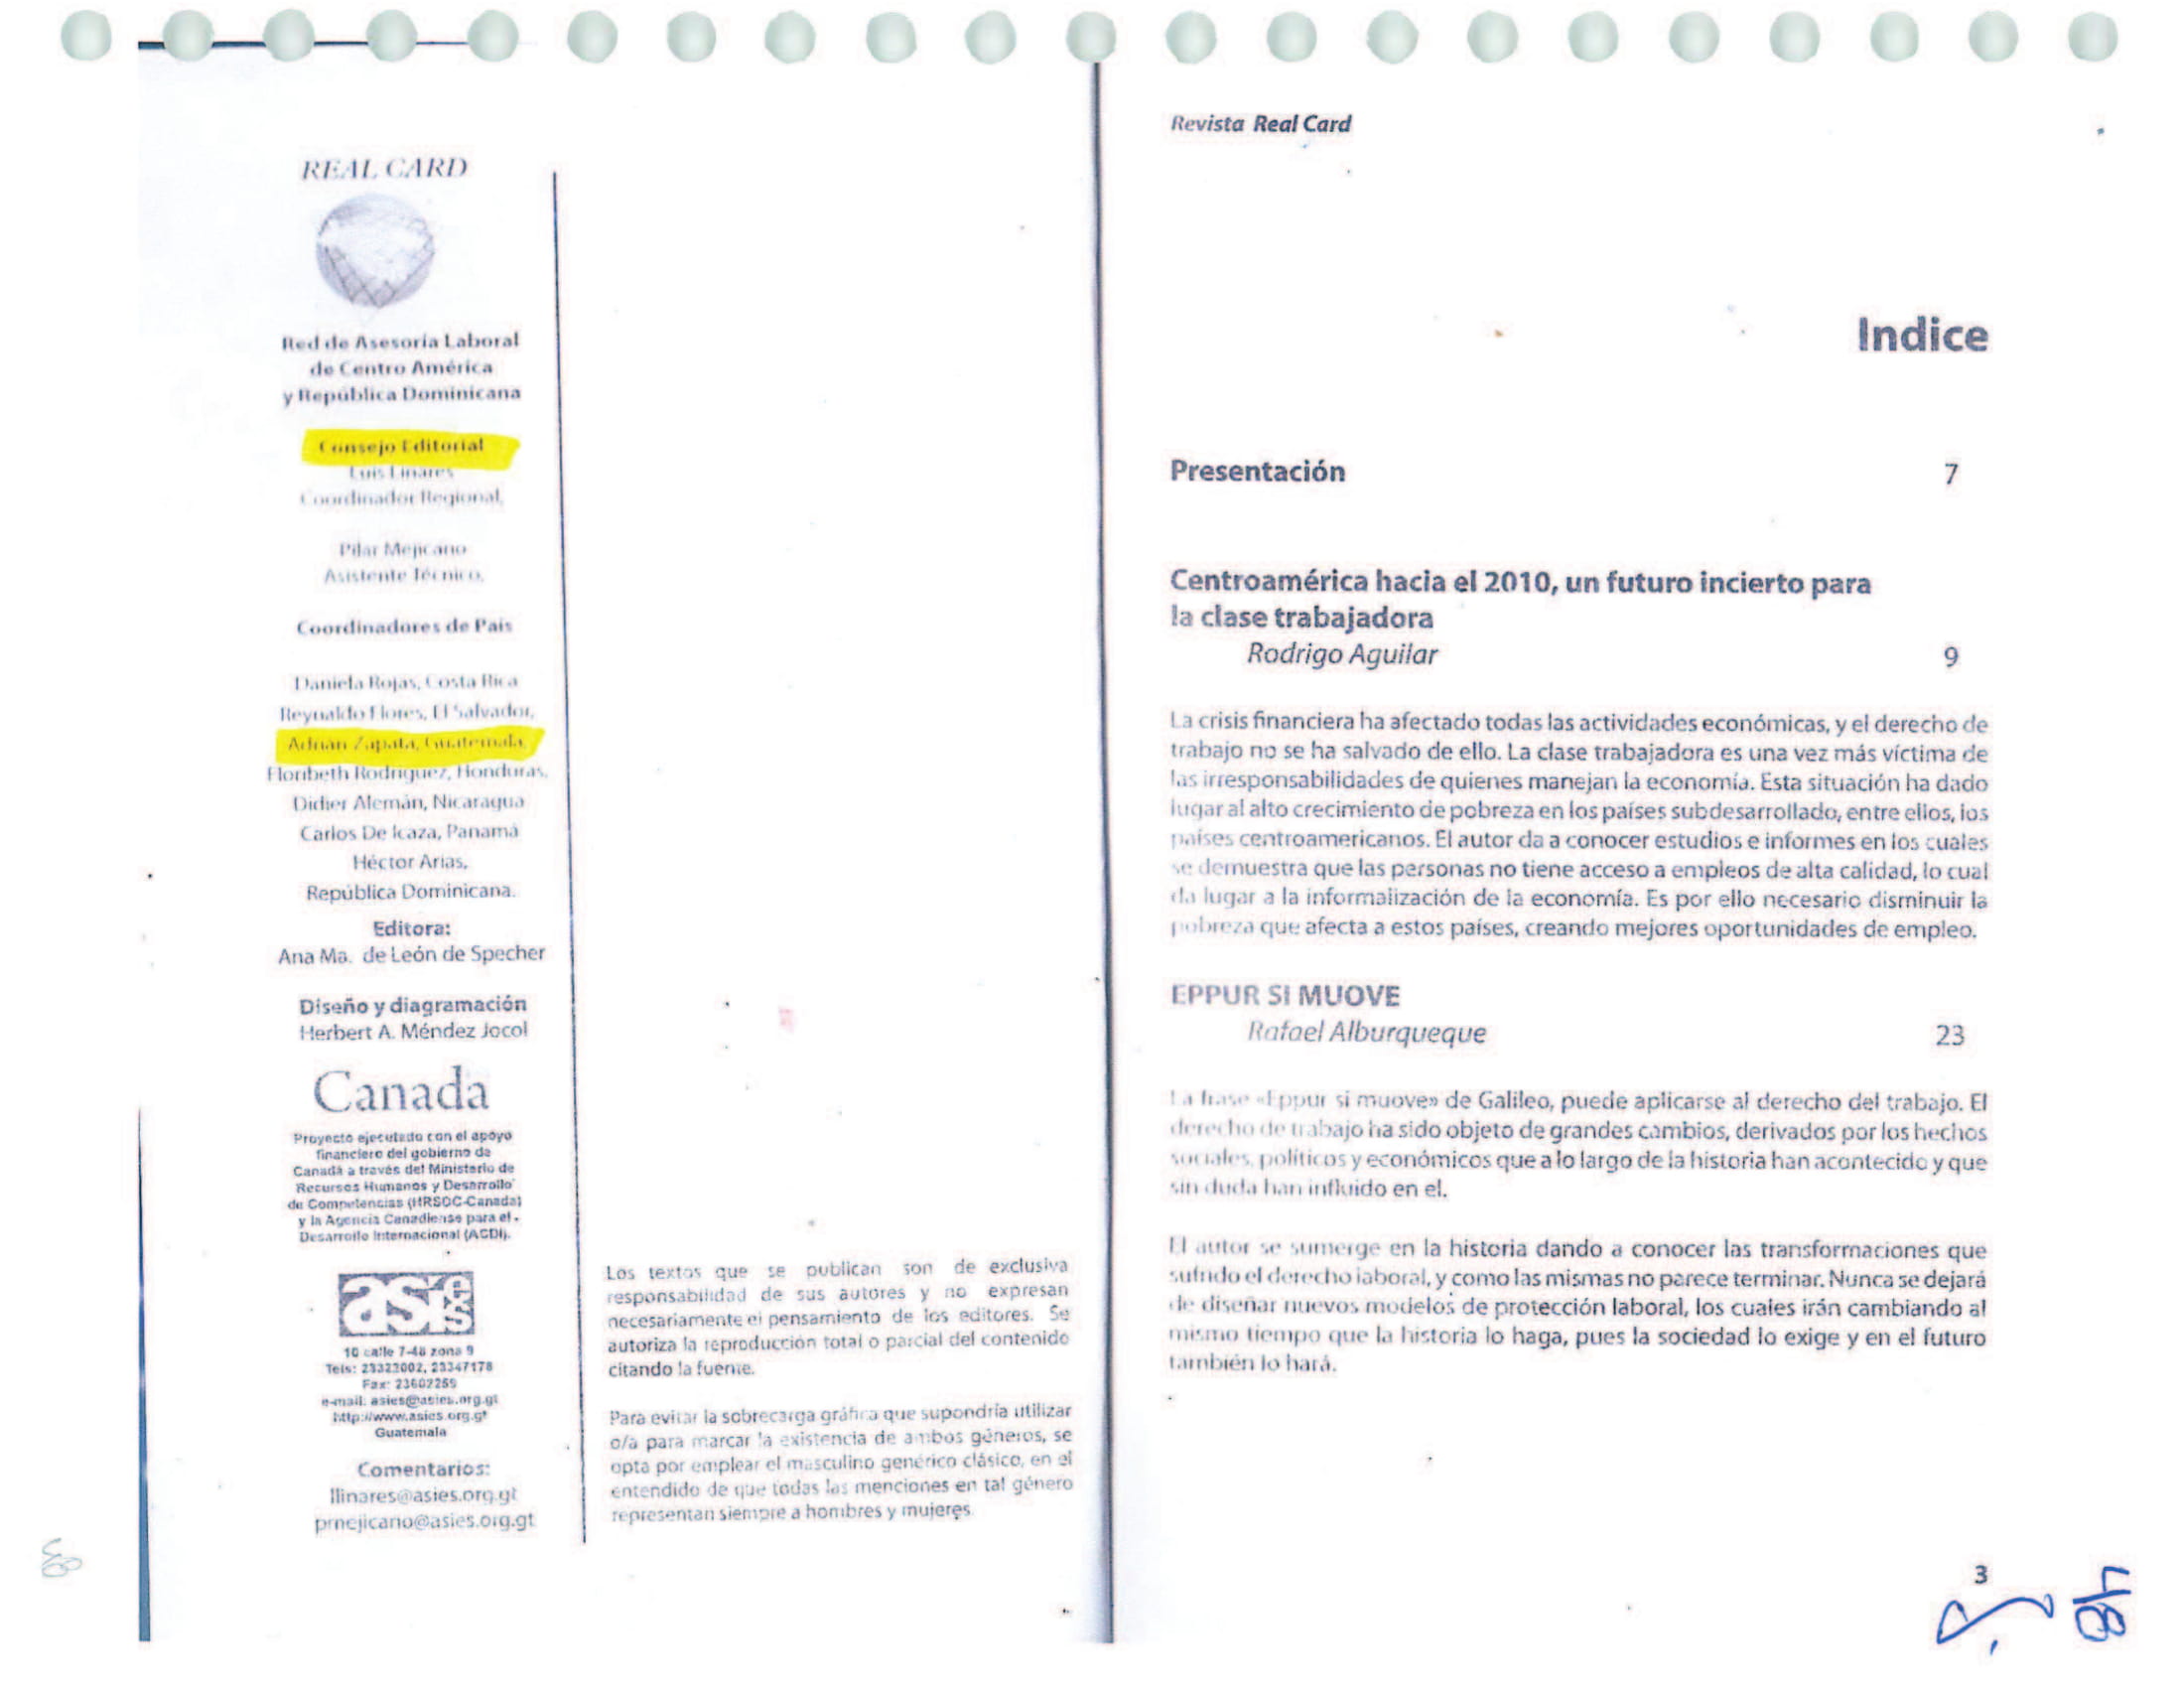 REAL CARD
Red de Asesoría Laboral
de Centro América
y República Dominicana
Consejo Editorial
Luis Linares
Coordinador Regional,
Pilar Mejicano
Asistente Técnico,
Coordinadores de País
Daniela Rojas, Costa Rica
Reynaldo Flores, El Salvador,
Adrián Zapata, Guatemala,
Floribeth Rodríguez, Honduras,
Didier Alemán, Nicaragua
Carlos De Icaza, Panamá
Héctor Arias,
República Dominicana.
Editora:
Ana Ma. de León de Specher
Diseño y diagramación
Herbert A. Méndez Jocol
Canada
Proyecto ejecutado con el apoyo
financiero del gobierno de
Canadá a través del Ministerio de
Recursos Humanos y Desarrollo
de Competencias (HRSDC-Canada)
y la Agencia Canadiense para el
Desarrollo Internacional (ACDI).
asies
10 calle 7-48 zona 9
Tels: 23322002, 23347178
Fax: 23602259
e-mail: asies@asies.org.gt
http://www.asies.org.gt
Guatemala
Comentarios:
llinares@asies.org.gt
pmejicano@asies.org.gt
Los textos que se publican son de exclusiva
responsabilidad de sus autores y no expresan
necesariamente el pensamiento de los editores. Se
autoriza la reproducción total o parcial del contenido
citando la fuente.
Para evitar la sobrecarga gráfica que supondría utilizar
o/a para marcar la existencia de ambos géneros, se
opta por emplear el masculino genérico clásico, en el
entendido de que todas las menciones en tal género
representan siempre a hombres y mujeres.
Revista Real Card
Indice
Presentación 7
Centroamérica hacia el 2010, un futuro incierto para
la clase trabajadora
Rodrigo Aguilar 9
La crisis financiera ha afectado todas las actividades económicas, y el derecho de
trabajo no se ha salvado de ello. La clase trabajadora es una vez más víctima de
las irresponsabilidades de quienes manejan la economía. Esta situación ha dado
lugar al alto crecimiento de pobreza en los países subdesarrollado, entre ellos, los
países centroamericanos. El autor da a conocer estudios e informes en los cuales
se demuestra que las personas no tiene acceso a empleos de alta calidad, lo cual
da lugar a la informalización de la economía. Es por ello necesario disminuir la
pobreza que afecta a estos países, creando mejores oportunidades de empleo.
EPPUR SI MUOVE
Rafael Alburqueque 23
La frase «Eppur si muove» de Galileo, puede aplicarse al derecho del trabajo. El
derecho de trabajo ha sido objeto de grandes cambios, derivados por los hechos
sociales, políticos y económicos que a lo largo de la historia han acontecido y que
sin duda han influido en el.
El autor se sumerge en la historia dando a conocer las transformaciones que
sufrido el derecho laboral, y como las mismas no parece terminar. Nunca se dejará
de diseñar nuevos modelos de protección laboral, los cuales irán cambiando al
mismo tiempo que la historia lo haga, pues la sociedad lo exige y en el futuro
también lo hará.
3
48